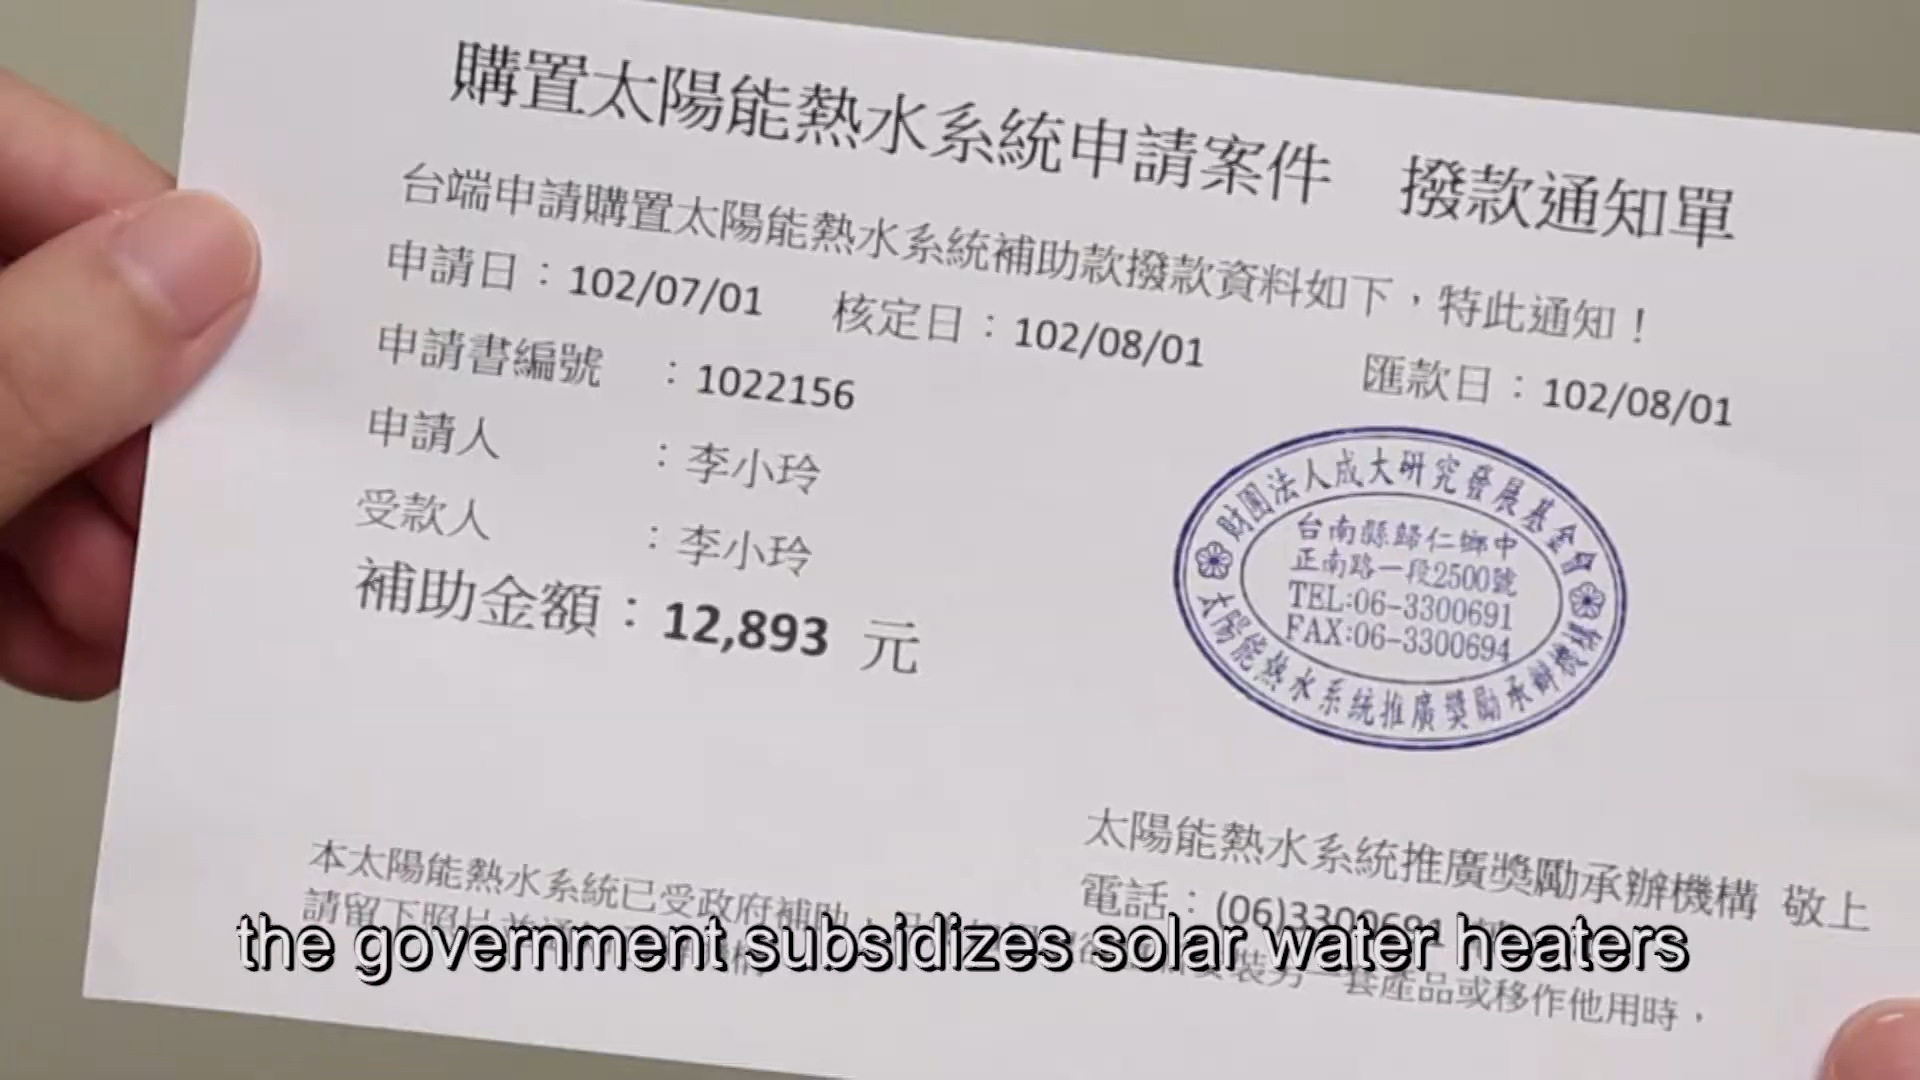 購置太陽能熱水系統申請案件 撥款通知單
台端申請購置太陽能熱水系統補助款撥款資料如下，特此通知！
申請日：102/07/01 核定日：102/08/01 匯款日：102/08/01
申請書編號 ：1022156
申請人 ：李小玲
受款人 ：李小玲
補助金額：12,893 元
財團法人成大研究發展基金會
台南縣歸仁鄉中
正南路一段2500號
TEL:06-3300691
FAX:06-3300694
太陽能熱水系統推廣獎勵承辦機構
太陽能熱水系統推廣獎勵承辦機構 敬上
電話：(06)3300691
本太陽能熱水系統已受政府補助
裝另一套產品或移作他用時，
請留下照片
the government subsidizes solar water heaters